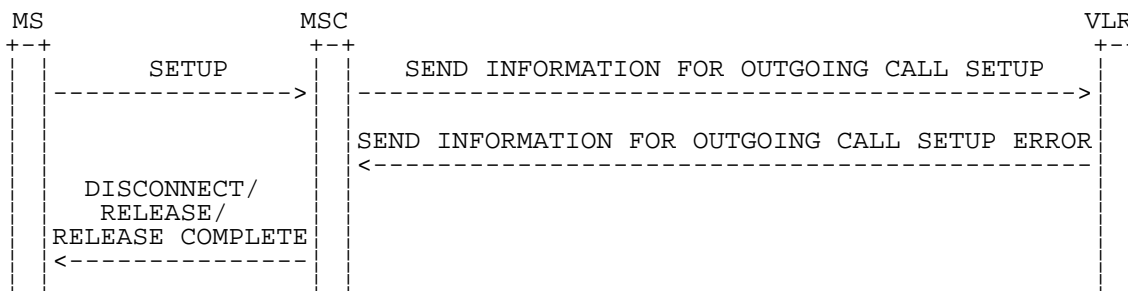 MS MSC VLR
SETUP SEND INFORMATION FOR OUTGOING CALL SETUP
SEND INFORMATION FOR OUTGOING CALL SETUP ERROR
DISCONNECT/
RELEASE/
RELEASE COMPLETE